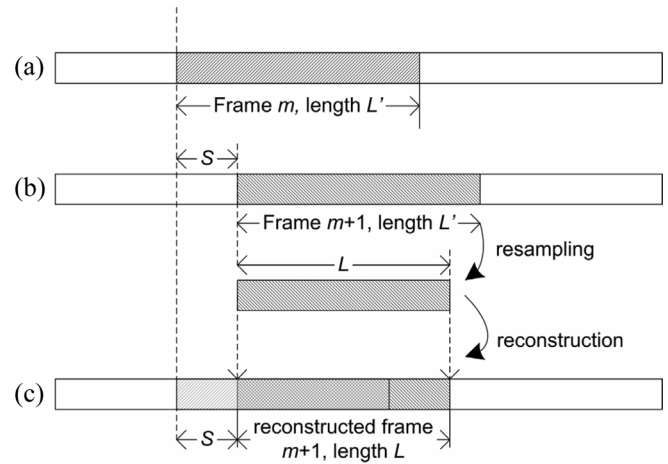 (a)
Frame m, length L’
S
(b)
Frame m+1, length L’
resampling
L
reconstruction
(c)
S
reconstructed frame
m+1, length L